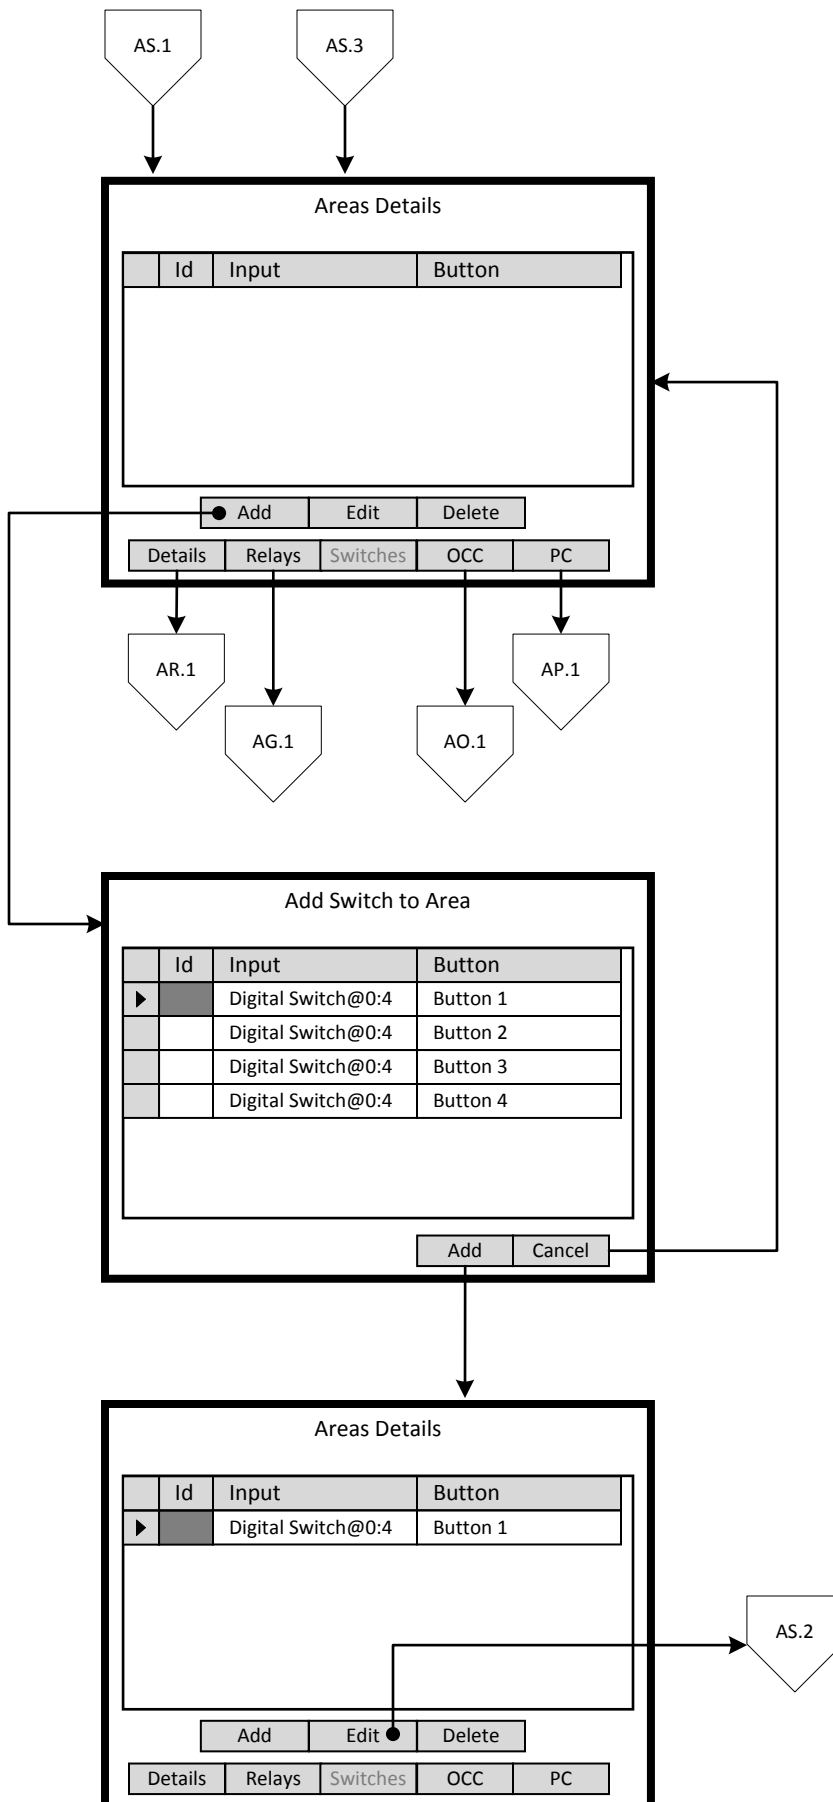 AS.1 AS.3
Areas Details
Id Input Button
Add Edit Delete
Details Relays Switches OCC PC
AR.1 AP.1
AG.1 AO.1
Add Switch to Area
Id Input Button
Digital Switch@0:4 Button 1
Digital Switch@0:4 Button 2
Digital Switch@0:4 Button 3
Digital Switch@0:4 Button 4
Add Cancel
Areas Details
Id Input Button
Digital Switch@0:4 Button 1
AS.2
Add Edit Delete
Details Relays Switches OCC PC